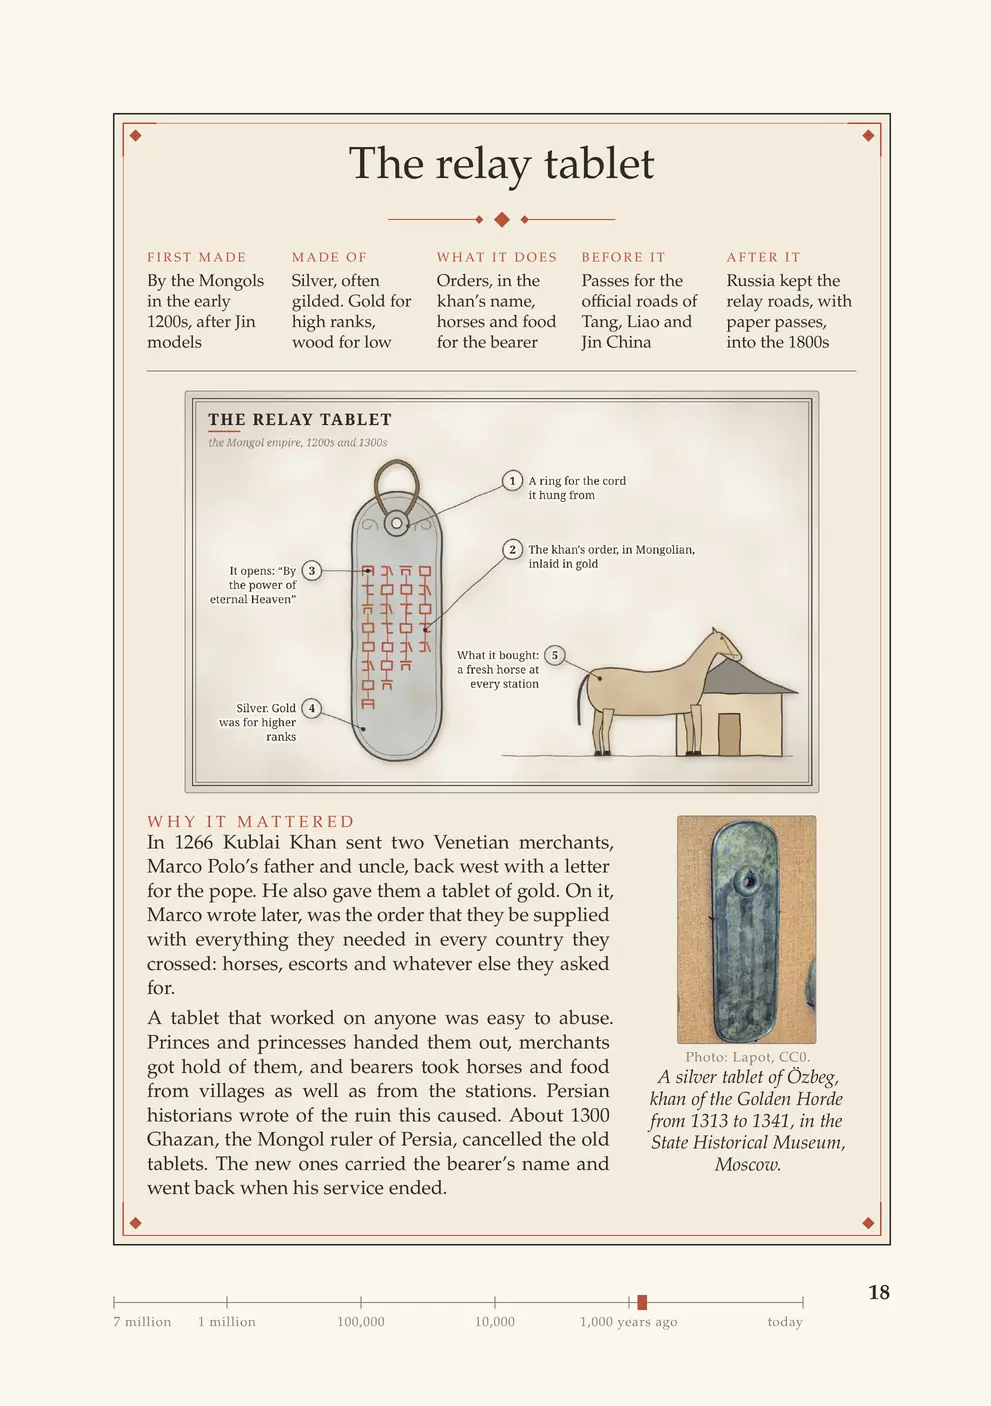 The relay tablet
FIRST MADE
By the Mongols
in the early
1200s, after Jin
models
MADE OF
Silver, often
gilded. Gold for
high ranks,
wood for low
WHAT IT DOES
Orders, in the
khan’s name,
horses and food
for the bearer
BEFORE IT
Passes for the
official roads of
Tang, Liao and
Jin China
AFTER IT
Russia kept the
relay roads, with
paper passes,
into the 1800s
THE RELAY TABLET
the Mongol empire, 1200s and 1300s
1 A ring for the cord
it hung from
2 The khan's order, in Mongolian,
inlaid in gold
3 It opens: “By
the power of
eternal Heaven”
4 Silver. Gold
was for higher
ranks
5 What it bought:
a fresh horse at
every station
WHY IT MATTERED
In 1266 Kublai Khan sent two Venetian merchants,
Marco Polo’s father and uncle, back west with a letter
for the pope. He also gave them a tablet of gold. On it,
Marco wrote later, was the order that they be supplied
with everything they needed in every country they
crossed: horses, escorts and whatever else they asked
for.
A tablet that worked on anyone was easy to abuse.
Princes and princesses handed them out, merchants
got hold of them, and bearers took horses and food
from villages as well as from the stations. Persian
historians wrote of the ruin this caused. About 1300
Ghazan, the Mongol ruler of Persia, cancelled the old
tablets. The new ones carried the bearer’s name and
went back when his service ended.
Photo: Lapot, CC0.
A silver tablet of Özbeg,
khan of the Golden Horde
from 1313 to 1341, in the
State Historical Museum,
Moscow.
18
7 million
1 million
100,000
10,000
1,000 years ago
today